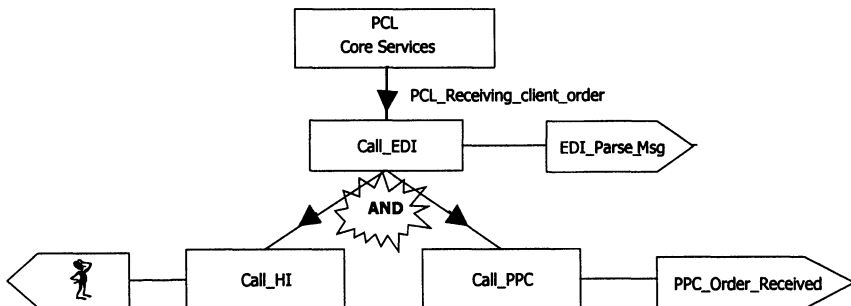 PCL
Core Services
PCL_Receiving_client_order
Call_EDI
EDI_Parse_Msg
AND
Call_HI
Call_PPC
PPC_Order_Received